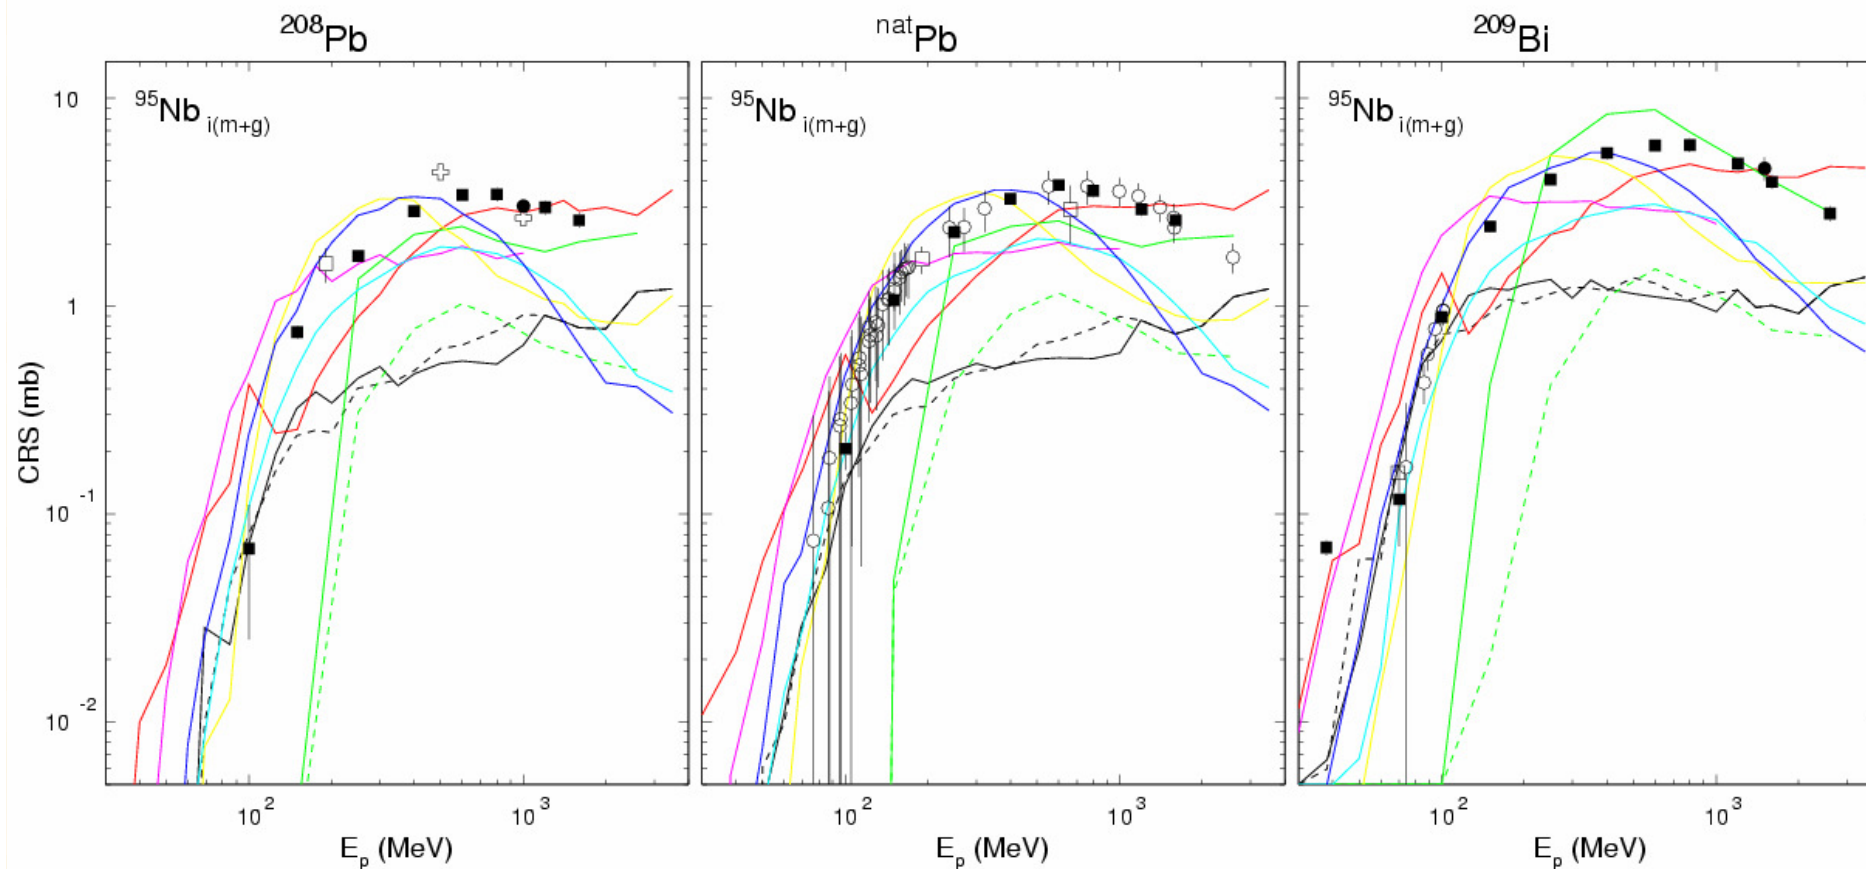 208Pb natPb 209Bi
95Nb i(m+g) 95Nb i(m+g) 95Nb i(m+g)
10
1
10 -1
10 -2
CRS (mb)
10 2 10 3 10 2 10 3 10 2 10 3
Ep (MeV) Ep (MeV) Ep (MeV)